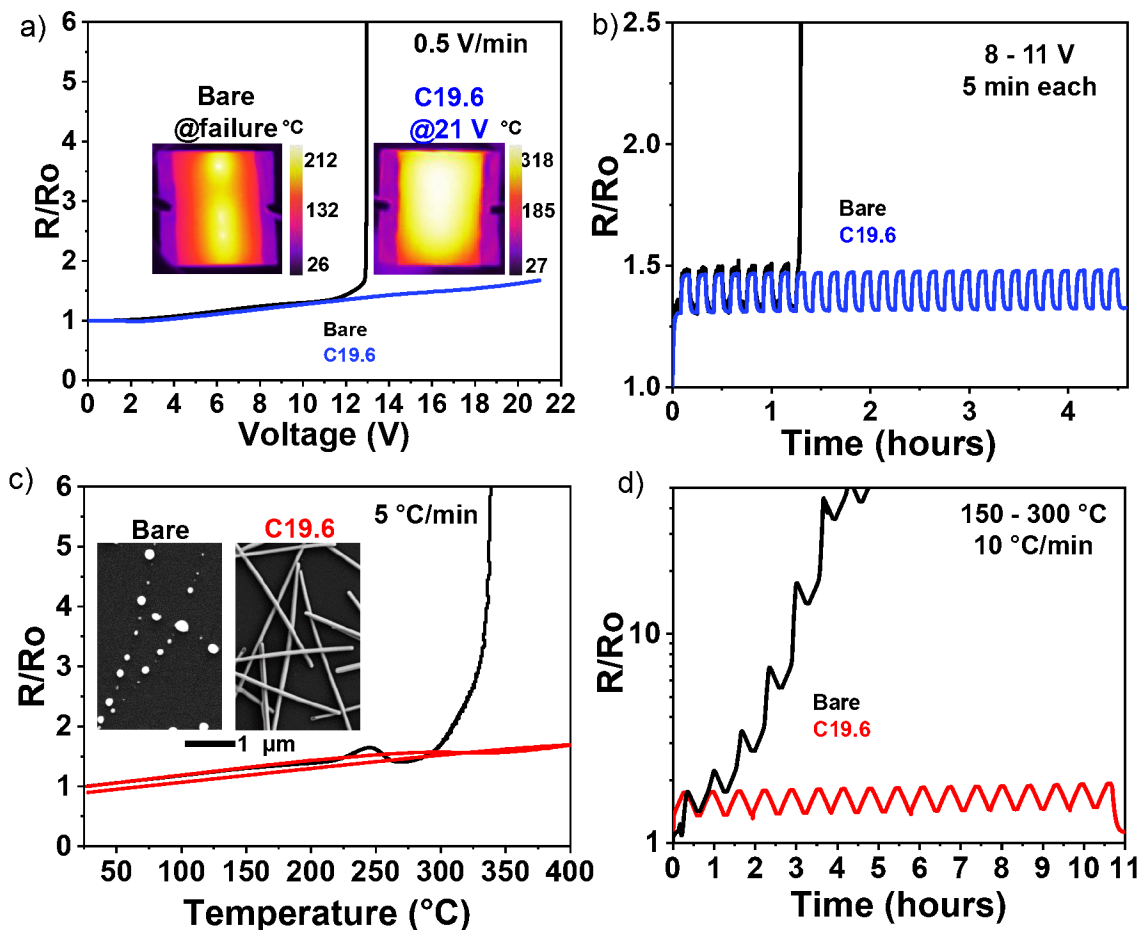 a)
6
5
4
3
2
1
0
R/Ro
0.5 V/min
Bare
@failure
°C
212
132
26
C19.6
@21 V
°C
318
185
27
Bare
C19.6
0 2 4 6 8 10 12 14 16 18 20 22
Voltage (V)
b)
2.5
2.0
1.5
1.0
R/Ro
8 - 11 V
5 min each
Bare
C19.6
0 1 2 3 4
Time (hours)
c)
6
5
4
3
2
1
0
R/Ro
5 °C/min
Bare
C19.6
1 µm
50 100 150 200 250 300 350 400
Temperature (°C)
d)
10
1
R/Ro
150 - 300 °C
10 °C/min
Bare
C19.6
0 1 2 3 4 5 6 7 8 9 10 11
Time (hours)